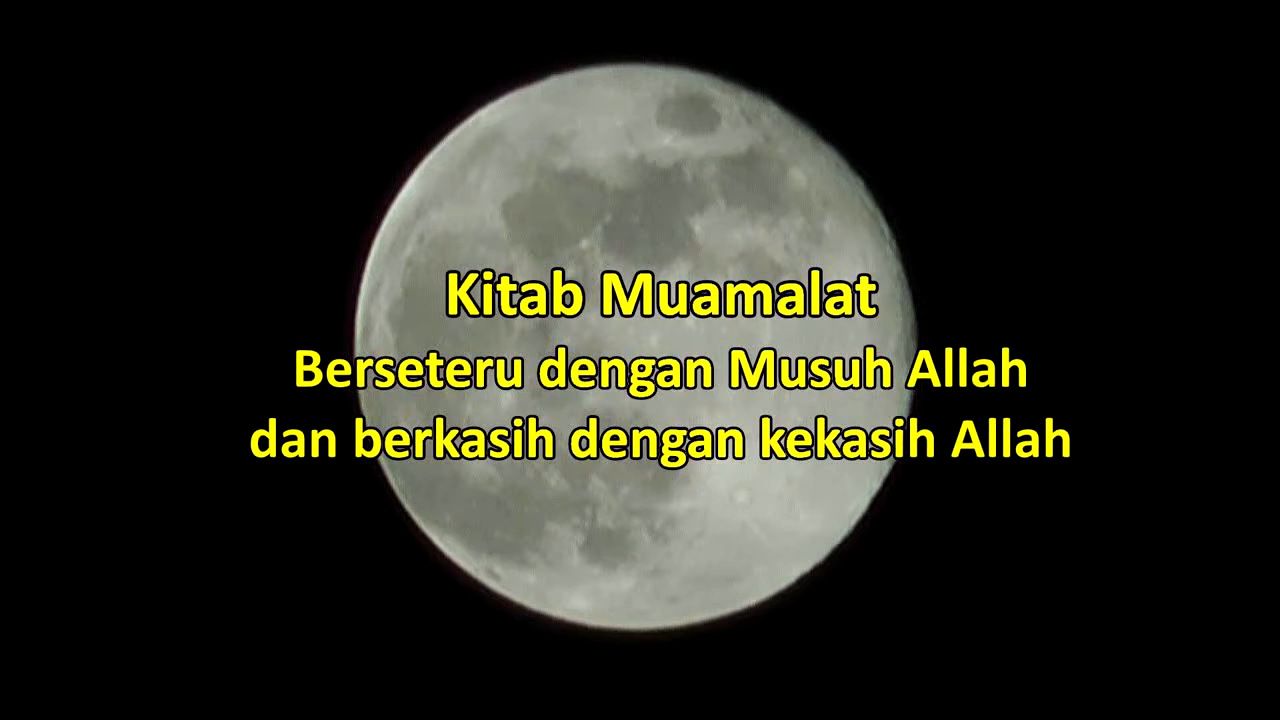 Kitab Muamalat
Berseteru dengan Musuh Allah
dan berkasih dengan kekasih Allah